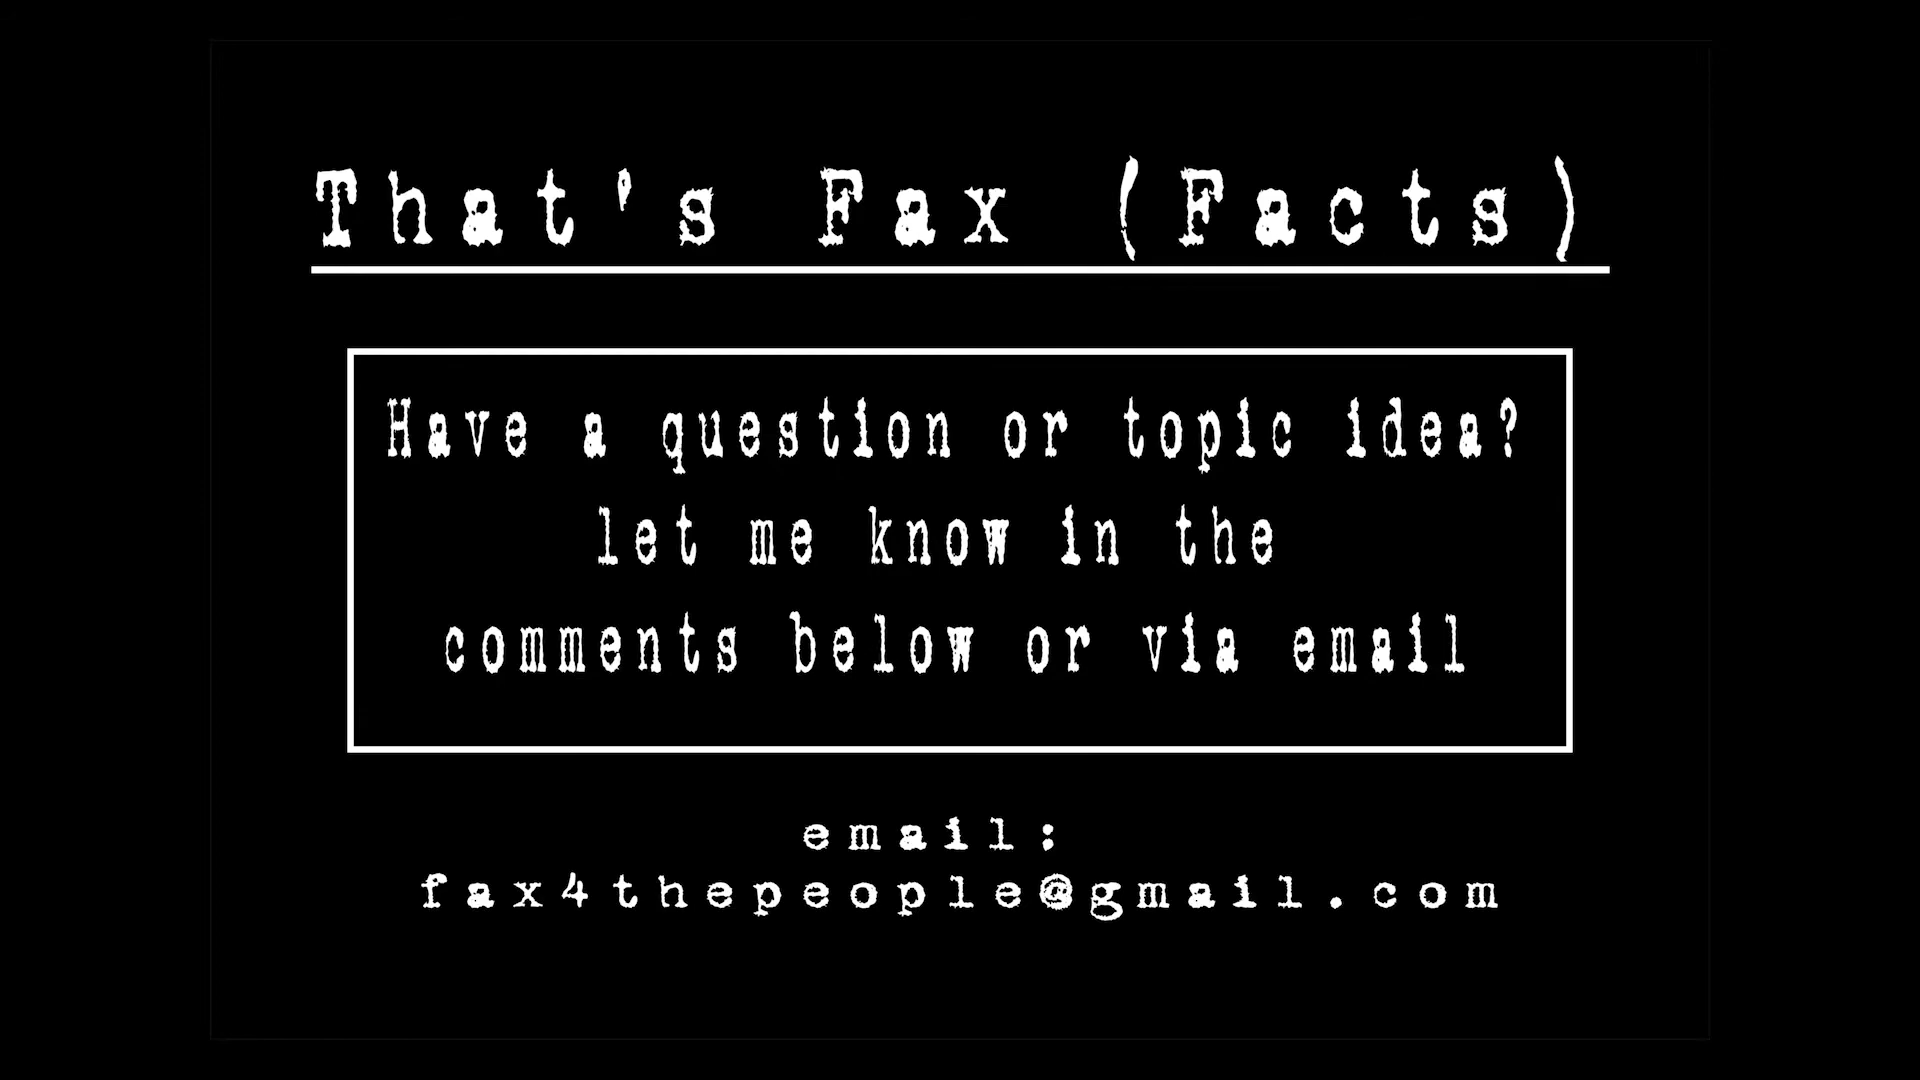 That's Fax (Facts)
Have a question or topic idea?
let me know in the
comments below or via email
email:
fax4thepeople@gmail.com